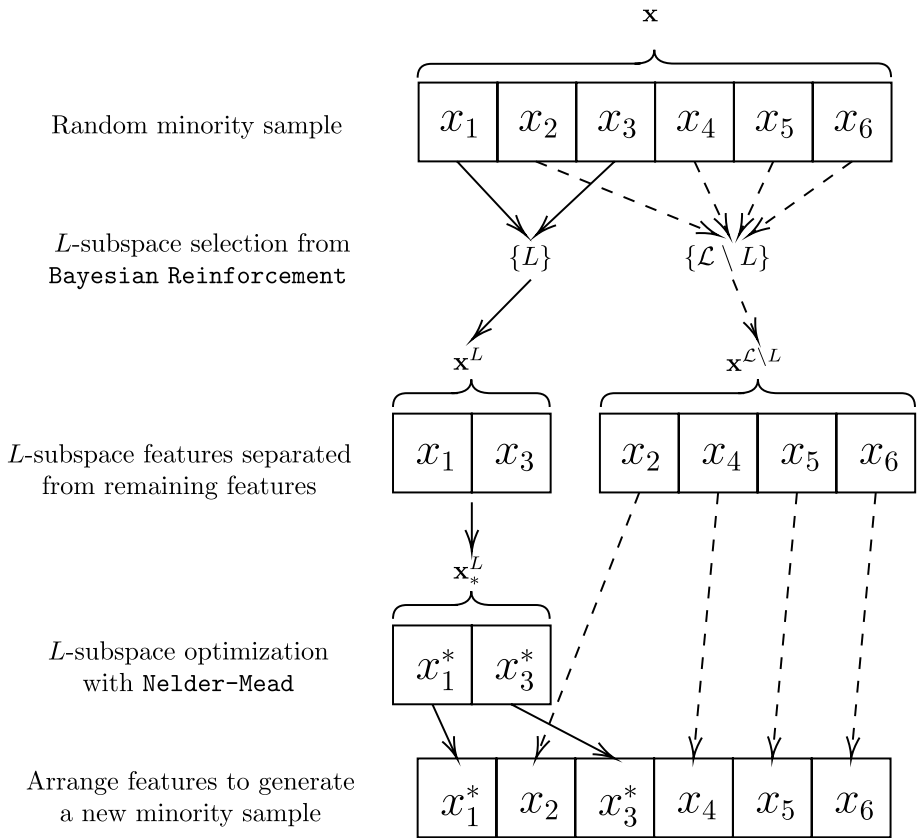 x
Random minority sample x₁ x₂ x₃ x₄ x₅ x₆
L-subspace selection from
Bayesian Reinforcement
{L} {ℒ \ L}
x^L x^{ℒ\L}
L-subspace features separated
from remaining features
x₁ x₃ x₂ x₄ x₅ x₆
x_*^L
L-subspace optimization
with Nelder-Mead
x₁* x₃*
Arrange features to generate
a new minority sample
x₁* x₂ x₃* x₄ x₅ x₆